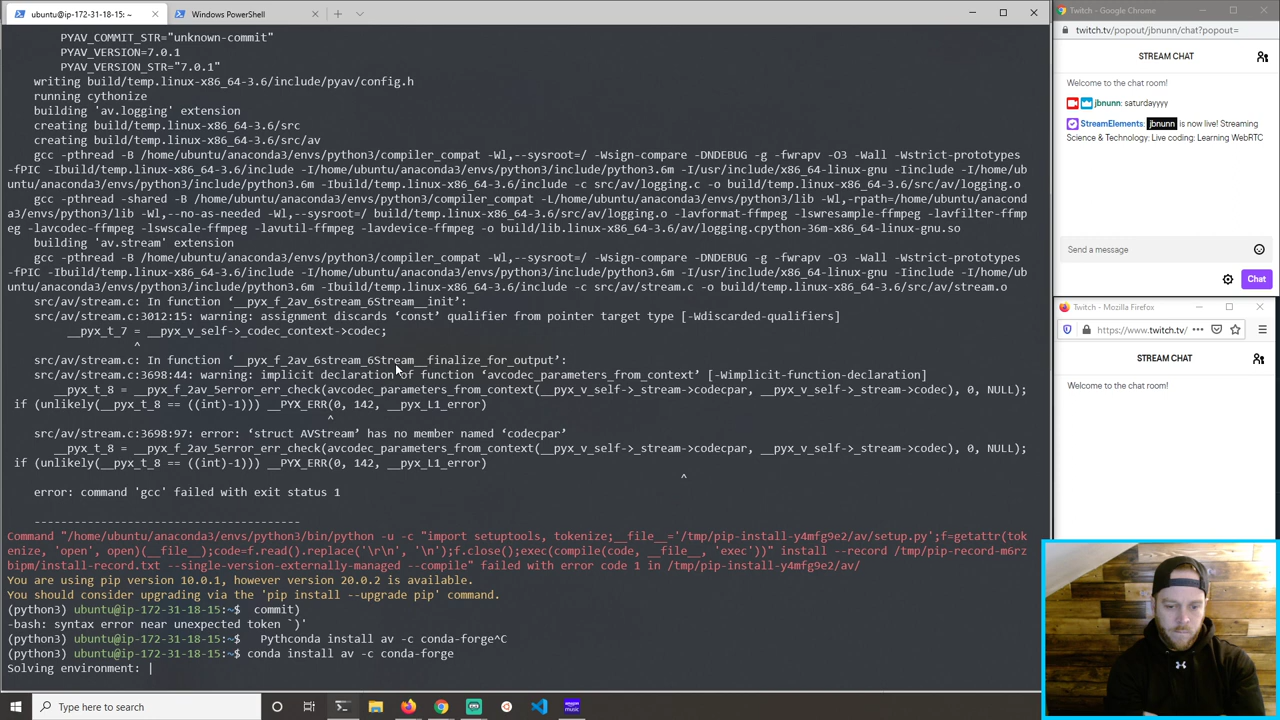 ubuntu@ip-172-31-18-15: ~
Windows PowerShell
PYAV_COMMIT_STR="unknown-commit"
PYAV_VERSION=7.0.1
PYAV_VERSION_STR="7.0.1"
writing build/temp.linux-x86_64-3.6/include/pyav/config.h
running cythonize
building 'av.logging' extension
creating build/temp.linux-x86_64-3.6/src
creating build/temp.linux-x86_64-3.6/src/av
gcc -pthread -B /home/ubuntu/anaconda3/envs/python3/compiler_compat -Wl,--sysroot=/ -Wsign-compare -DNDEBUG -g -fwrapv -O3 -Wall -Wstrict-prototypes
-fPIC -Ibuild/temp.linux-x86_64-3.6/include -I/home/ubuntu/anaconda3/envs/python3/include -I/usr/include/x86_64-linux-gnu -Iinclude -I/home/ub
untu/anaconda3/envs/python3/include/python3.6m -Ibuild/temp.linux-x86_64-3.6/include -c src/av/logging.c -o build/temp.linux-x86_64-3.6/src/av/logging.o
gcc -pthread -shared -B /home/ubuntu/anaconda3/envs/python3/compiler_compat -L/home/ubuntu/anaconda3/envs/python3/lib -Wl,-rpath=/home/ubuntu/anacond
a3/envs/python3/lib -Wl,--no-as-needed -Wl,--sysroot=/ build/temp.linux-x86_64-3.6/src/av/logging.o -lavformat-ffmpeg -lswresample-ffmpeg -lavfilter-ffmp
eg -lavcodec-ffmpeg -lswscale-ffmpeg -lavutil-ffmpeg -lavdevice-ffmpeg -o build/lib.linux-x86_64-3.6/av/logging.cpython-36m-x86_64-linux-gnu.so
building 'av.stream' extension
gcc -pthread -B /home/ubuntu/anaconda3/envs/python3/compiler_compat -Wl,--sysroot=/ -Wsign-compare -DNDEBUG -g -fwrapv -O3 -Wall -Wstrict-prototypes
-fPIC -Ibuild/temp.linux-x86_64-3.6/include -I/home/ubuntu/anaconda3/envs/python3/include -I/usr/include/x86_64-linux-gnu -Iinclude -I/home/ub
untu/anaconda3/envs/python3/include/python3.6m -Ibuild/temp.linux-x86_64-3.6/include -c src/av/stream.c -o build/temp.linux-x86_64-3.6/src/av/stream.o
src/av/stream.c: In function ‘__pyx_f_2av_6stream_6Stream__init’:
src/av/stream.c:3012:15: warning: assignment discards ‘const’ qualifier from pointer target type [-Wdiscarded-qualifiers]
__pyx_t_7 = __pyx_v_self->_codec_context->codec;
^
src/av/stream.c: In function ‘__pyx_f_2av_6stream_6Stream__finalize_for_output’:
src/av/stream.c:3698:44: warning: implicit declaration of function ‘avcodec_parameters_from_context’ [-Wimplicit-function-declaration]
__pyx_t_8 = __pyx_f_2av_5error_err_check(avcodec_parameters_from_context(__pyx_v_self->_stream->codecpar, __pyx_v_self->_stream->codec), 0, NULL);
if (unlikely(__pyx_t_8 == ((int)-1))) __PYX_ERR(0, 142, __pyx_L1_error)
^
src/av/stream.c:3698:97: error: ‘struct AVStream’ has no member named ‘codecpar’
__pyx_t_8 = __pyx_f_2av_5error_err_check(avcodec_parameters_from_context(__pyx_v_self->_stream->codecpar, __pyx_v_self->_stream->codec), 0, NULL);
if (unlikely(__pyx_t_8 == ((int)-1))) __PYX_ERR(0, 142, __pyx_L1_error)
^
error: command 'gcc' failed with exit status 1
----------------------------------------
Command "/home/ubuntu/anaconda3/envs/python3/bin/python -u -c "import setuptools, tokenize;__file__='/tmp/pip-install-y4mfg9e2/av/setup.py';f=getattr(tok
enize, 'open', open)(__file__);code=f.read().replace('\r\n', '\n');f.close();exec(compile(code, __file__, 'exec'))" install --record /tmp/pip-record-m6rz
bipm/install-record.txt --single-version-externally-managed --compile" failed with error code 1 in /tmp/pip-install-y4mfg9e2/av/
You are using pip version 10.0.1, however version 20.0.2 is available.
You should consider upgrading via the 'pip install --upgrade pip' command.
(python3) ubuntu@ip-172-31-18-15:~$ commit)
-bash: syntax error near unexpected token `)'
(python3) ubuntu@ip-172-31-18-15:~$ Pythconda install av -c conda-forge^C
(python3) ubuntu@ip-172-31-18-15:~$ conda install av -c conda-forge
Solving environment: |
Twitch - Google Chrome
twitch.tv/popout/jbnunn/chat?popout=
STREAM CHAT
Welcome to the chat room!
jbnunn: saturdayyyy
StreamElements: jbnunn is now live! Streaming
Science & Technology: Live coding: Learning WebRTC
Send a message
Chat
Twitch - Mozilla Firefox
https://www.twitch.tv/
STREAM CHAT
Welcome to the chat room!
Type here to search
music